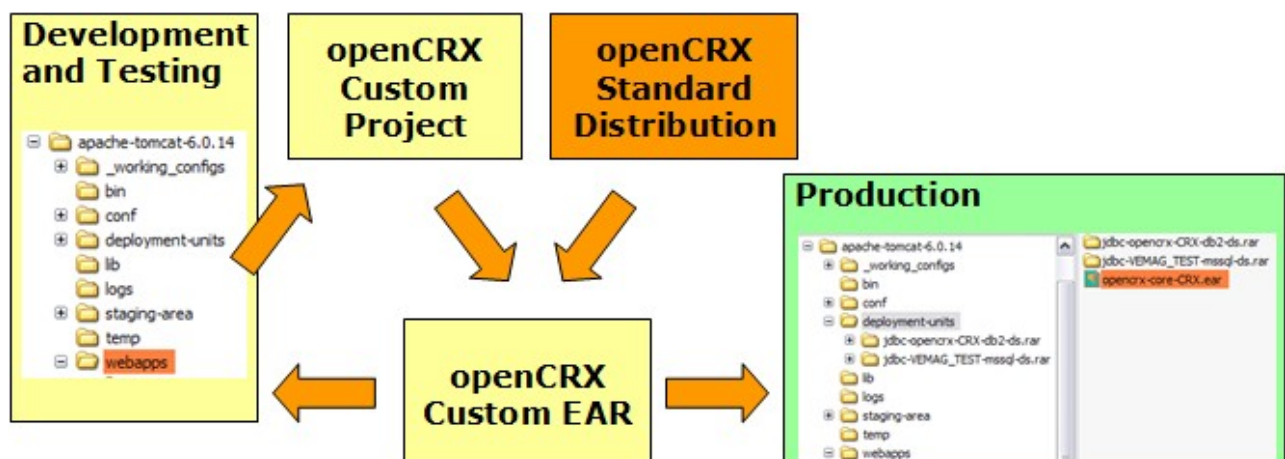 Development
and Testing
apache-tomcat-6.0.14
_working_configs
bin
conf
deployment-units
lib
logs
staging-area
temp
webapps
openCRX
Custom
Project
openCRX
Standard
Distribution
openCRX
Custom EAR
Production
apache-tomcat-6.0.14
_working_configs
bin
conf
deployment-units
jdbc-opencrx-CRX-db2-ds.rar
jdbc-VEMAG_TEST-mssql-ds.rar
lib
logs
staging-area
temp
webapps
jdbc-opencrx-CRX-db2-ds.rar
jdbc-VEMAG_TEST-mssql-ds.rar
opencrx-core-CRX.ear